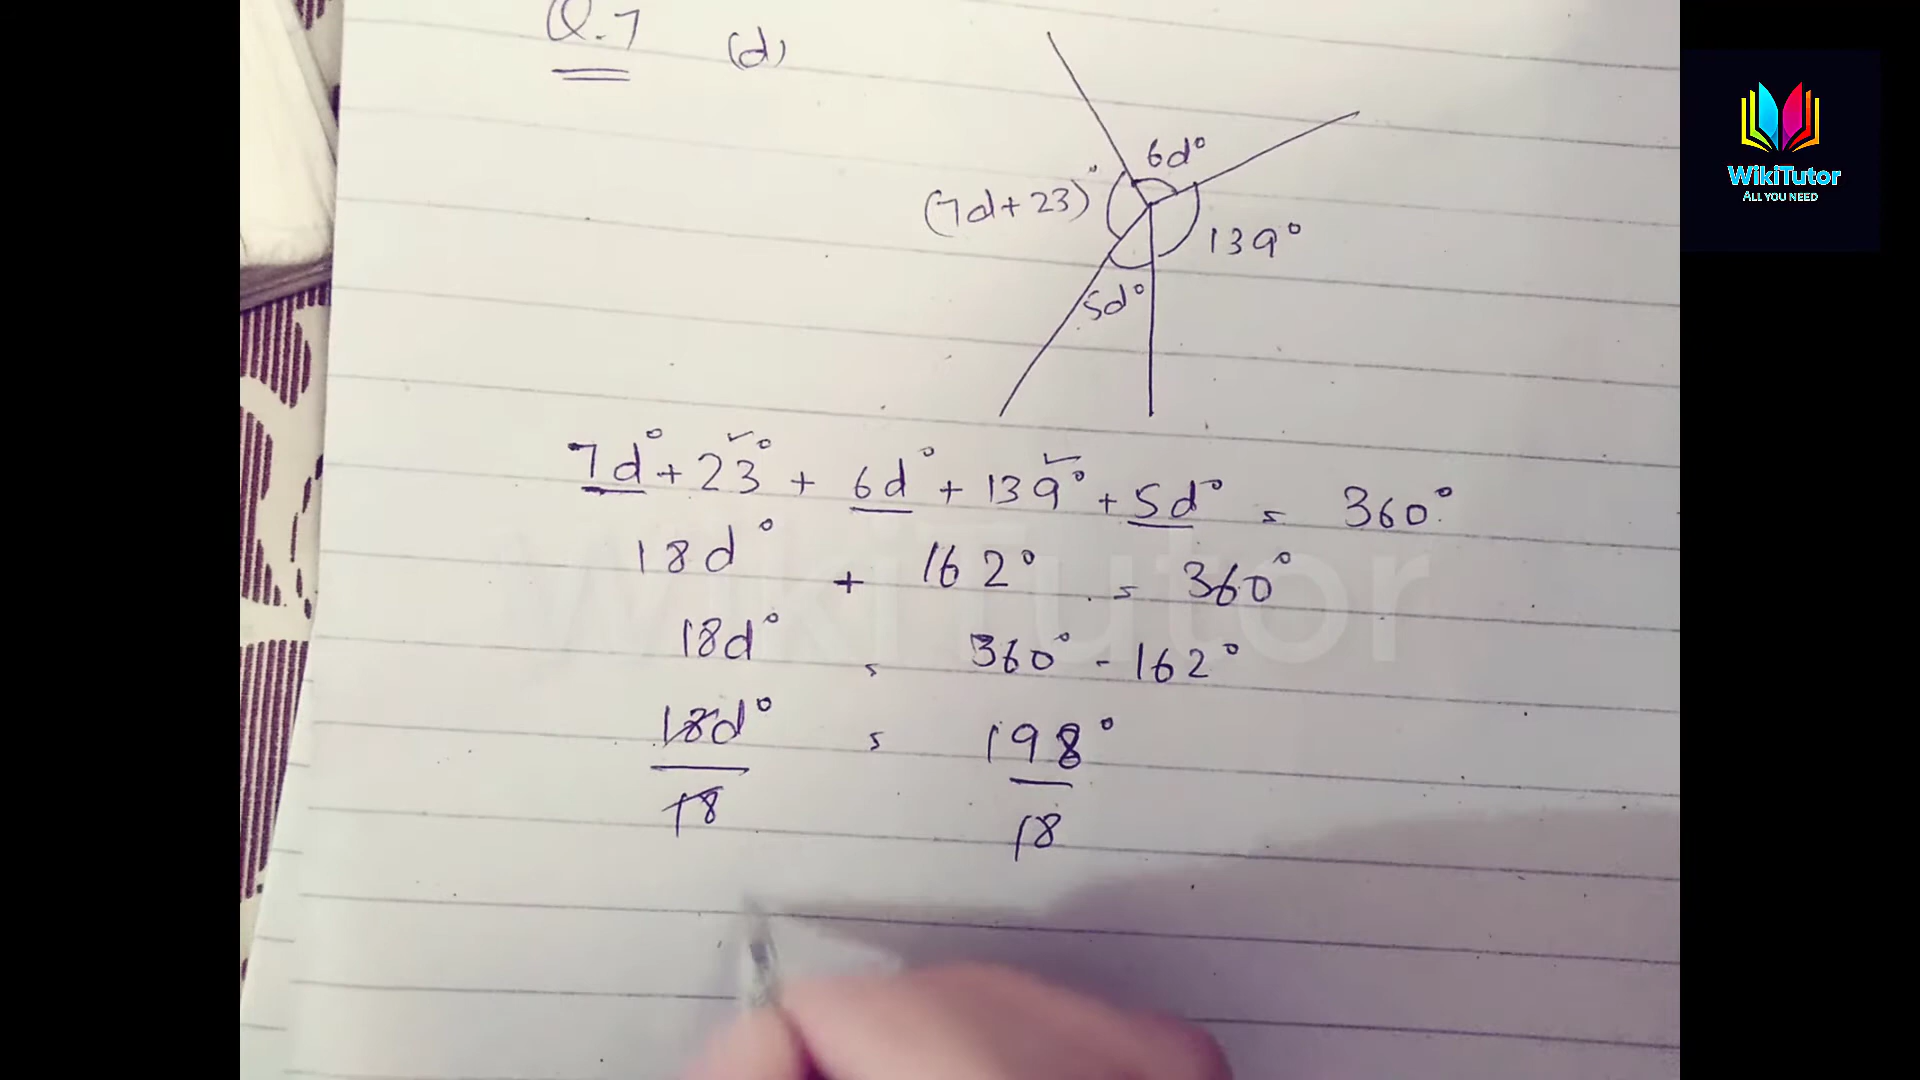 Q.7 (d)
6d°
(7d+23)°
139°
5d°
7d° + 23° + 6d° + 139° + 5d° = 360°
18d° + 162° = 360°
18d° = 360° - 162°
18d° = 198°
18 18
WikiTutor
WikiTutor
ALL YOU NEED